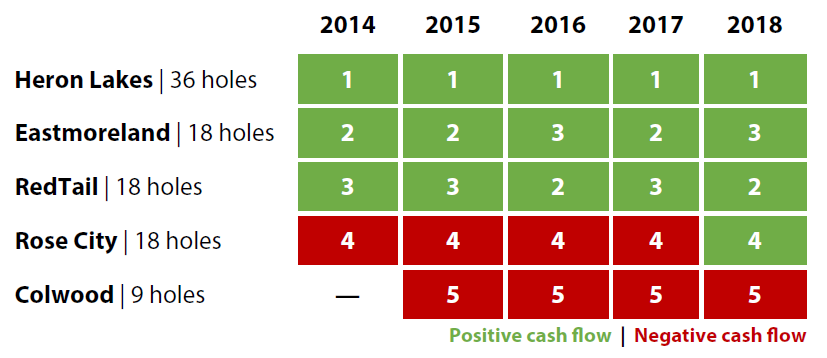 2014 2015 2016 2017 2018
Heron Lakes | 36 holes 1 1 1 1 1
Eastmoreland | 18 holes 2 2 3 2 3
RedTail | 18 holes 3 3 2 3 2
Rose City | 18 holes 4 4 4 4 4
Colwood | 9 holes — 5 5 5 5
Positive cash flow | Negative cash flow